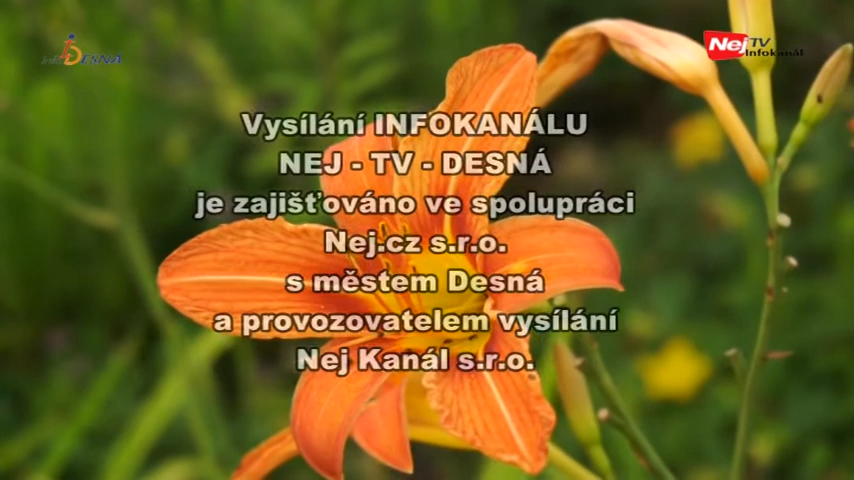 DESNÁ
Nej TV
Infokanál
Vysílání INFOKANÁLU
NEJ - TV - DESNÁ
je zajišťováno ve spolupráci
Nej.cz s.r.o.
s městem Desná
a provozovatelem vysílání
Nej Kanál s.r.o.